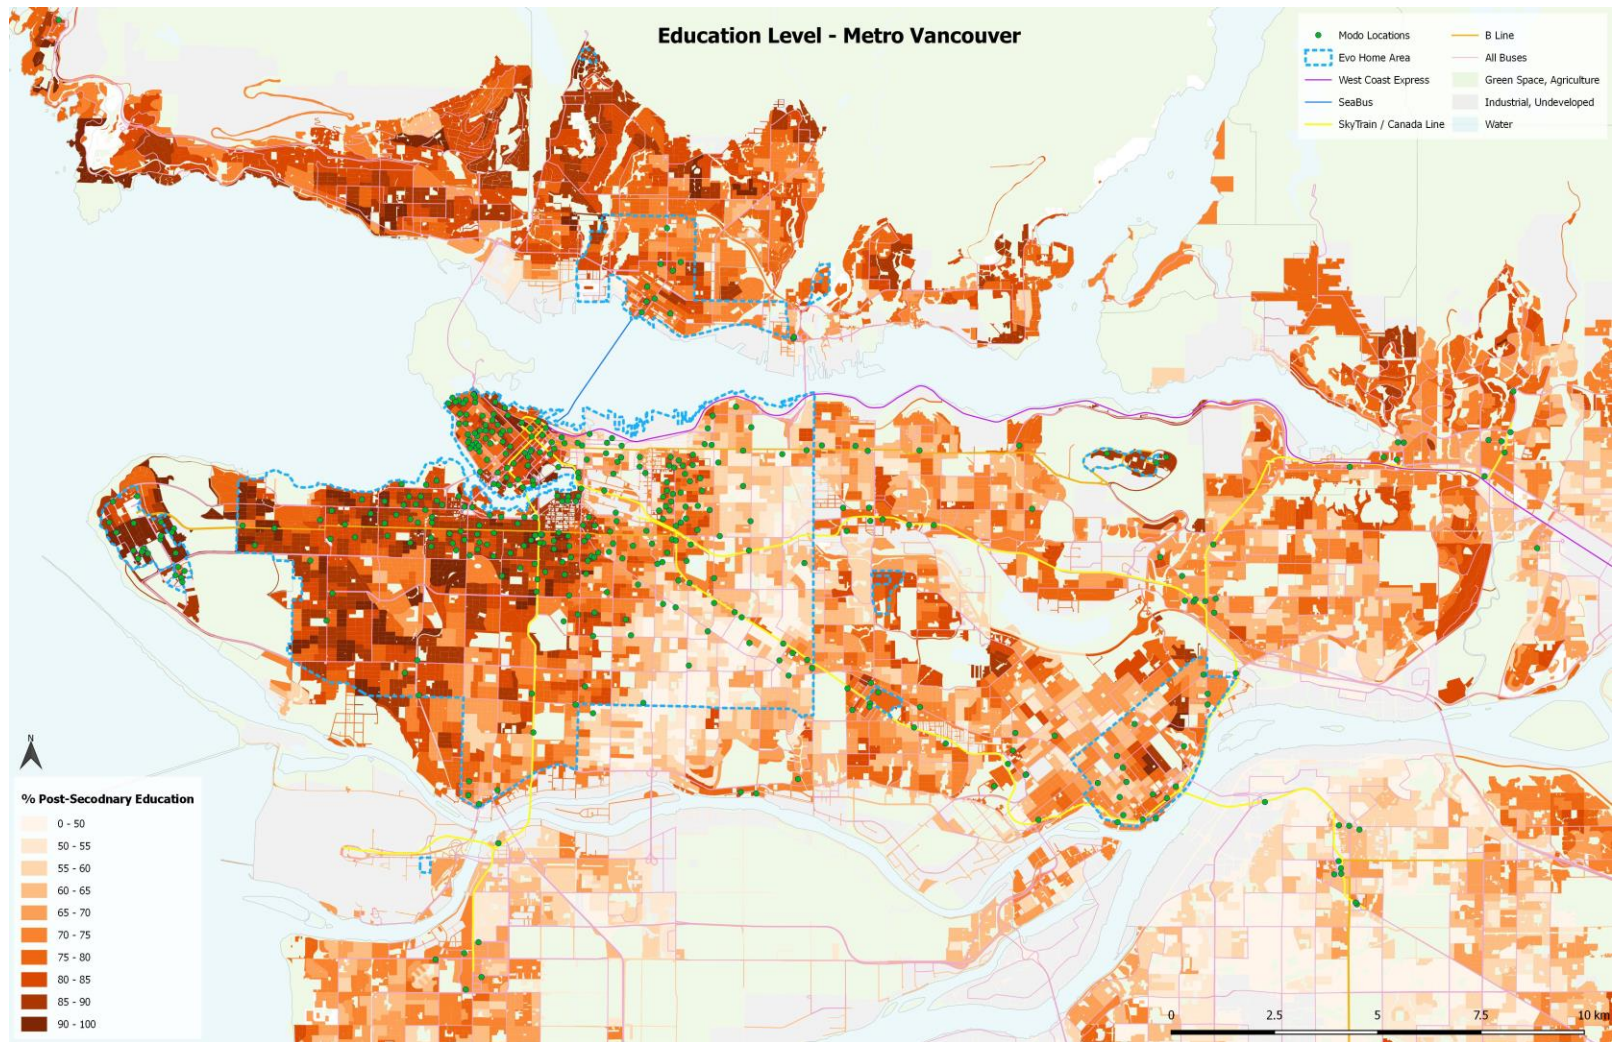 Education Level - Metro Vancouver
Modo Locations
Evo Home Area
West Coast Express
SeaBus
SkyTrain / Canada Line
B Line
All Buses
Green Space, Agriculture
Industrial, Undeveloped
Water
N
% Post-Secodnary Education
0 - 50
50 - 55
55 - 60
60 - 65
65 - 70
70 - 75
75 - 80
80 - 85
85 - 90
90 - 100
0 2.5 5 7.5 10 km